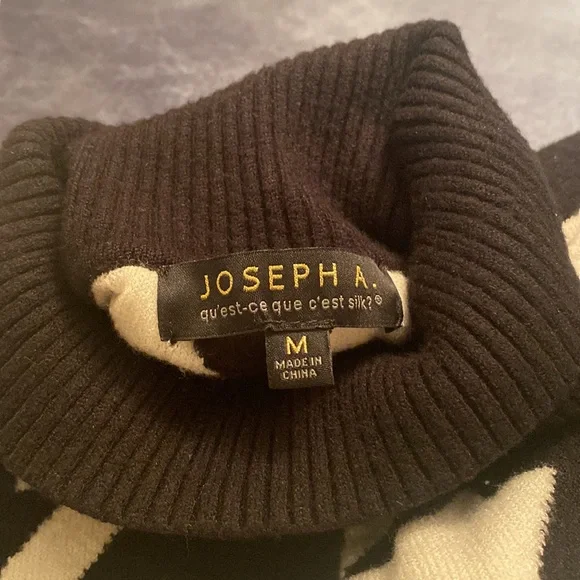 JOSEPH A.
qu'est-ce que c'est silk?®
M
MADE IN
CHINA